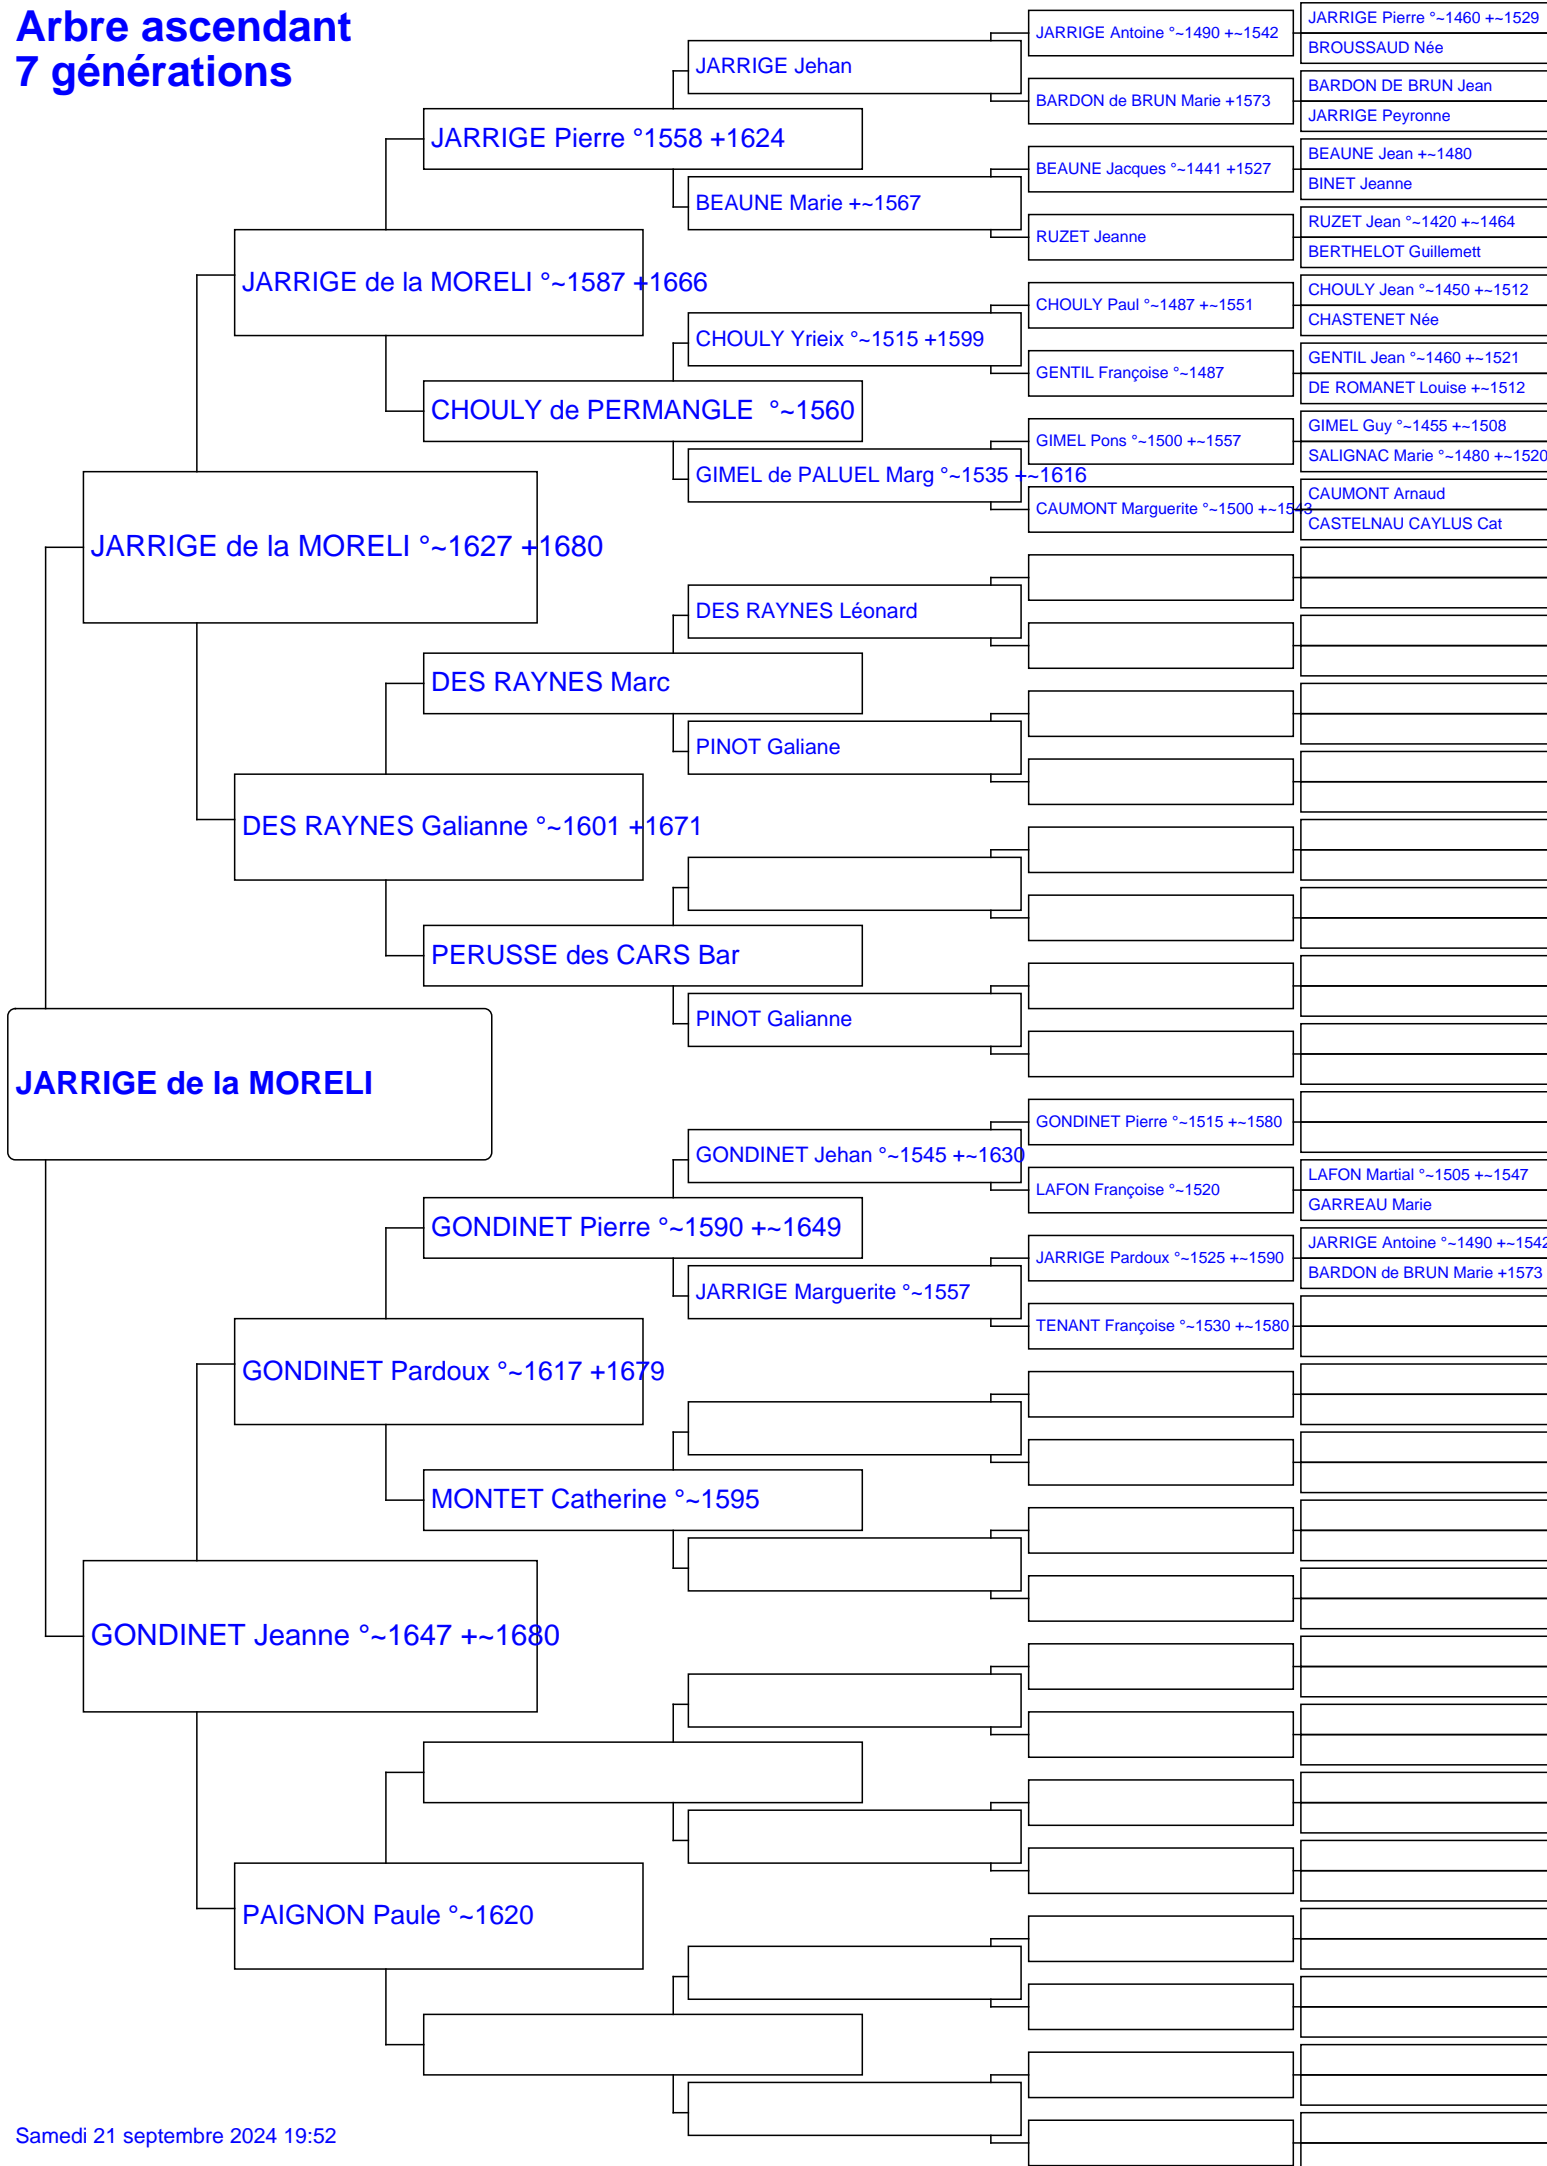 Arbre ascendant
7 générations
JARRIGE Antoine °~1490 +~1542
JARRIGE Pierre °~1460 +~1529
BROUSSAUD Née
JARRIGE Jehan
BARDON de BRUN Marie +1573
BARDON DE BRUN Jean
JARRIGE Peyronne
JARRIGE Pierre °1558 +1624
BEAUNE Jacques °~1441 +1527
BEAUNE Jean +~1480
BINET Jeanne
BEAUNE Marie +~1567
RUZET Jeanne
RUZET Jean °~1420 +~1464
BERTHELOT Guillemett
JARRIGE de la MORELI °~1587 +1666
CHOULY Paul °~1487 +~1551
CHOULY Jean °~1450 +~1512
CHASTENET Née
CHOULY Yrieix °~1515 +1599
GENTIL Françoise °~1487
GENTIL Jean °~1460 +~1521
DE ROMANET Louise +~1512
CHOULY de PERMANGLE °~1560
GIMEL Pons °~1500 +~1557
GIMEL Guy °~1455 +~1508
SALIGNAC Marie °~1480 +~1520
GIMEL de PALUEL Marg °~1535 +~1616
CAUMONT Marguerite °~1500 +~1543
CAUMONT Arnaud
CASTELNAU CAYLUS Cat
JARRIGE de la MORELI °~1627 +1680
DES RAYNES Léonard
DES RAYNES Marc
PINOT Galiane
DES RAYNES Galianne °~1601 +1671
PERUSSE des CARS Bar
PINOT Galianne
JARRIGE de la MORELI
GONDINET Pierre °~1515 +~1580
GONDINET Jehan °~1545 +~1630
LAFON Françoise °~1520
LAFON Martial °~1505 +~1547
GARREAU Marie
GONDINET Pierre °~1590 +~1649
JARRIGE Pardoux °~1525 +~1590
JARRIGE Antoine °~1490 +~1542
BARDON de BRUN Marie +1573
JARRIGE Marguerite °~1557
TENANT Françoise °~1530 +~1580
GONDINET Pardoux °~1617 +1679
MONTET Catherine °~1595
GONDINET Jeanne °~1647 +~1680
PAIGNON Paule °~1620
Samedi 21 septembre 2024 19:52